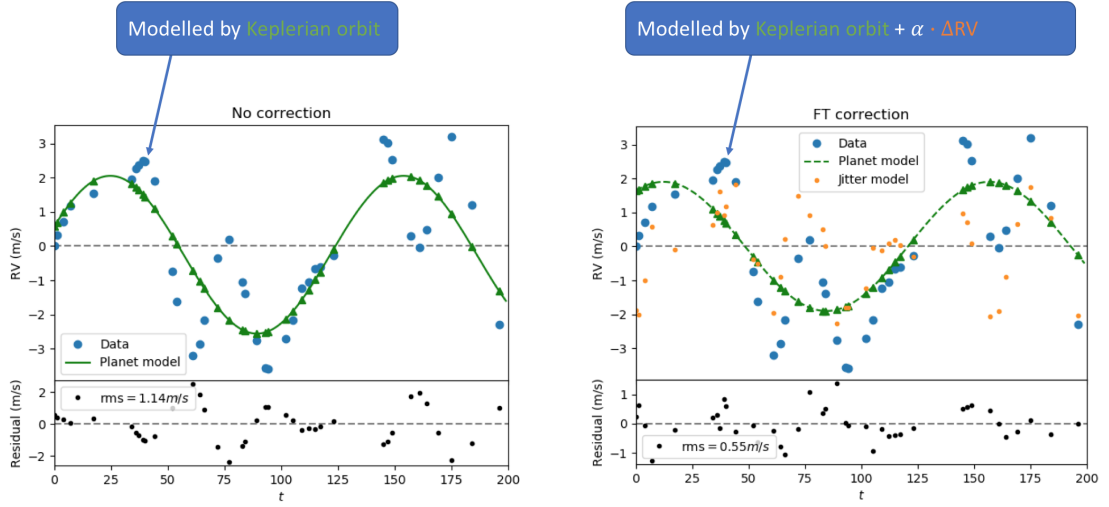 Modelled by Keplerian orbit
No correction
3
2
1
0
−1
−2
−3
RV (m/s)
Data
Planet model
2
0
−2
Residual (m/s)
rms = 1.14m/s
0
25
50
75
100
125
150
175
200
t
Modelled by Keplerian orbit + α · ΔRV
FT correction
3
2
1
0
−1
−2
−3
RV (m/s)
Data
Planet model
Jitter model
1
0
−1
Residual (m/s)
rms = 0.55m/s
0
25
50
75
100
125
150
175
200
t